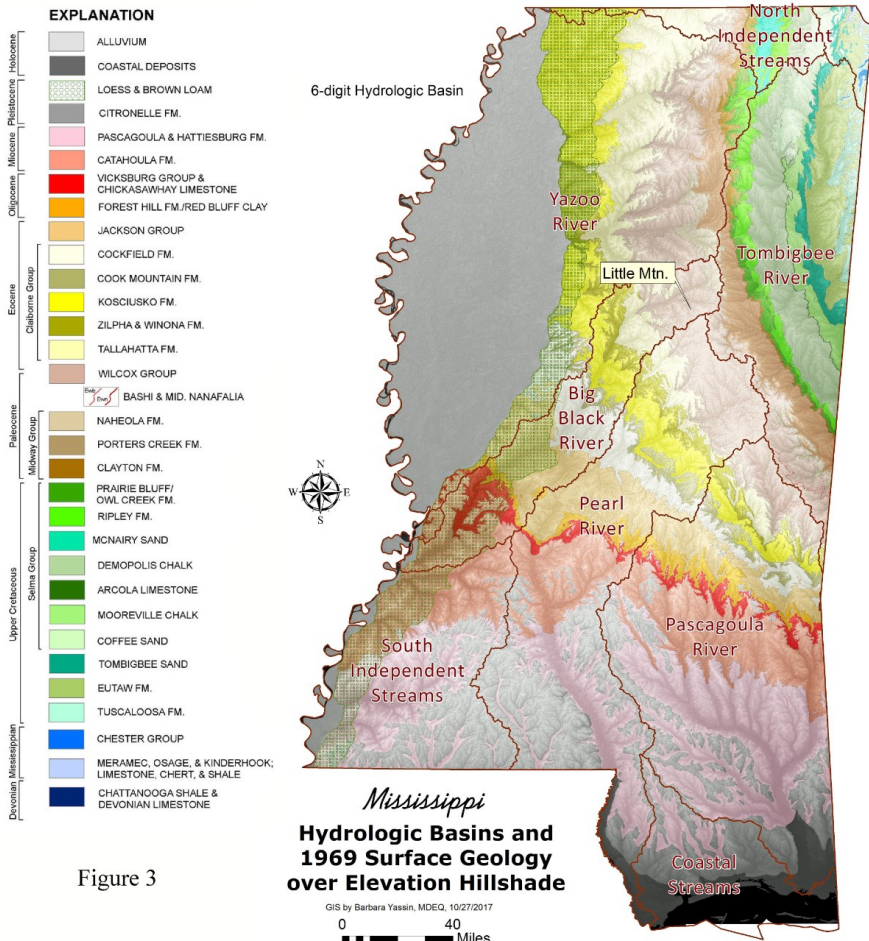 EXPLANATION
Holocene
ALLUVIUM
COASTAL DEPOSITS
Pleistocene
LOESS & BROWN LOAM
CITRONELLE FM.
Miocene
PASCAGOULA & HATTIESBURG FM.
CATAHOULA FM.
Oligocene
VICKSBURG GROUP &
CHICKASAWHAY LIMESTONE
FOREST HILL FM./RED BLUFF CLAY
Eocene
JACKSON GROUP
Claiborne Group
COCKFIELD FM.
COOK MOUNTAIN FM.
KOSCIUSKO FM.
ZILPHA & WINONA FM.
TALLAHATTA FM.
WILCOX GROUP
BASHI & MID. NANAFALIA
Paleocene
Midway Group
NAHEOLA FM.
PORTERS CREEK FM.
CLAYTON FM.
Upper Cretaceous
Selma Group
PRAIRIE BLUFF/
OWL CREEK FM.
RIPLEY FM.
MCNAIRY SAND
DEMOPOLIS CHALK
ARCOLA LIMESTONE
MOOREVILLE CHALK
COFFEE SAND
TOMBIGBEE SAND
EUTAW FM.
TUSCALOOSA FM.
Mississippian
CHESTER GROUP
MERAMEC, OSAGE, & KINDERHOOK;
LIMESTONE, CHERT, & SHALE
Devonian
CHATTANOOGA SHALE &
DEVONIAN LIMESTONE
Figure 3
6-digit Hydrologic Basin
North
Independent
Streams
Yazoo
River
Tombigbee
River
Little Mtn.
Big
Black
River
N
W E
S
Pearl
River
Pascagoula
River
South
Independent
Streams
Coastal
Streams
Mississippi
Hydrologic Basins and
1969 Surface Geology
over Elevation Hillshade
GIS by Barbara Yassin, MDEQ, 10/27/2017
0 40
Miles